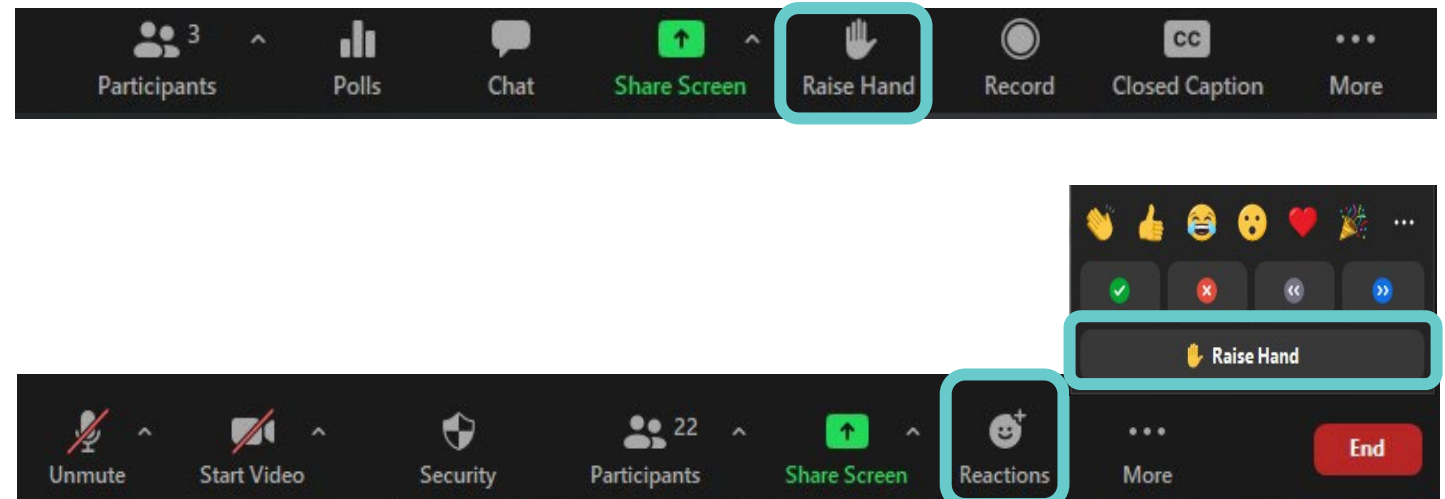 3
Participants Polls Chat Share Screen Raise Hand Record CC Closed Caption More
Raise Hand
22
Unmute Start Video Security Participants Share Screen Reactions More End